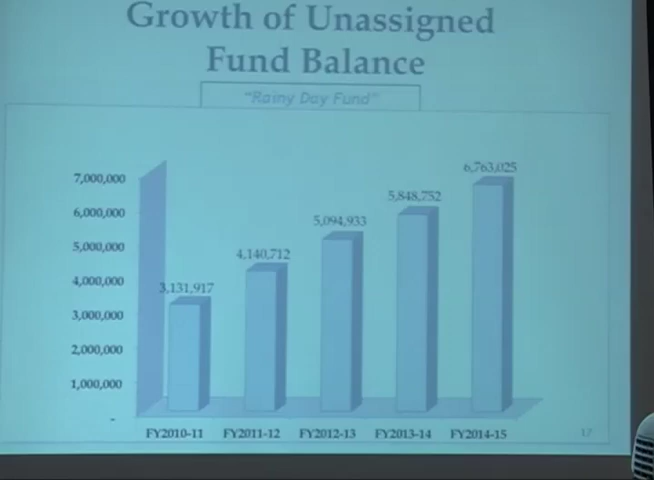 Growth of Unassigned
Fund Balance
"Rainy Day Fund"
7,000,000
6,000,000
5,000,000
4,000,000
3,000,000
2,000,000
1,000,000
-
3,131,917
4,140,712
5,094,933
5,848,752
6,763,025
FY2010-11
FY2011-12
FY2012-13
FY2013-14
FY2014-15
17